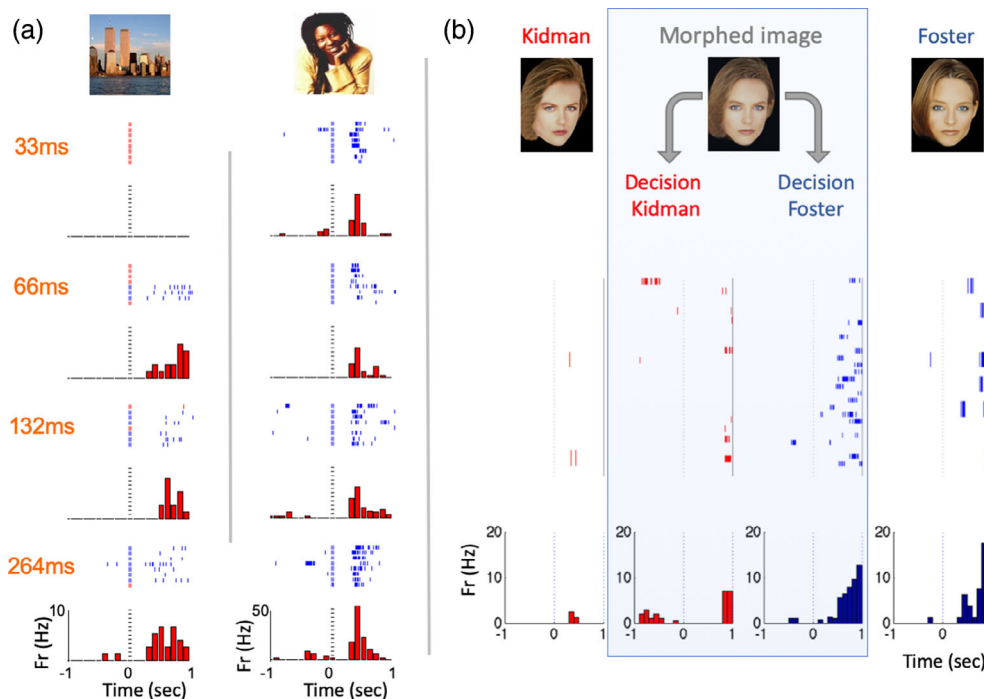 (a)
33ms
66ms
132ms
264ms
10
0
Fr (Hz)
-1 0 1
Time (sec)
50
0
-1 0 1
Time (sec)
(b)
Kidman
Morphed image
Foster
Decision
Kidman
Decision
Foster
20
10
0
Fr (Hz)
-1 0 1
20
10
0
-1 0 1
20
10
0
-1 0 1
20
10
0
-1 0
Time (sec)